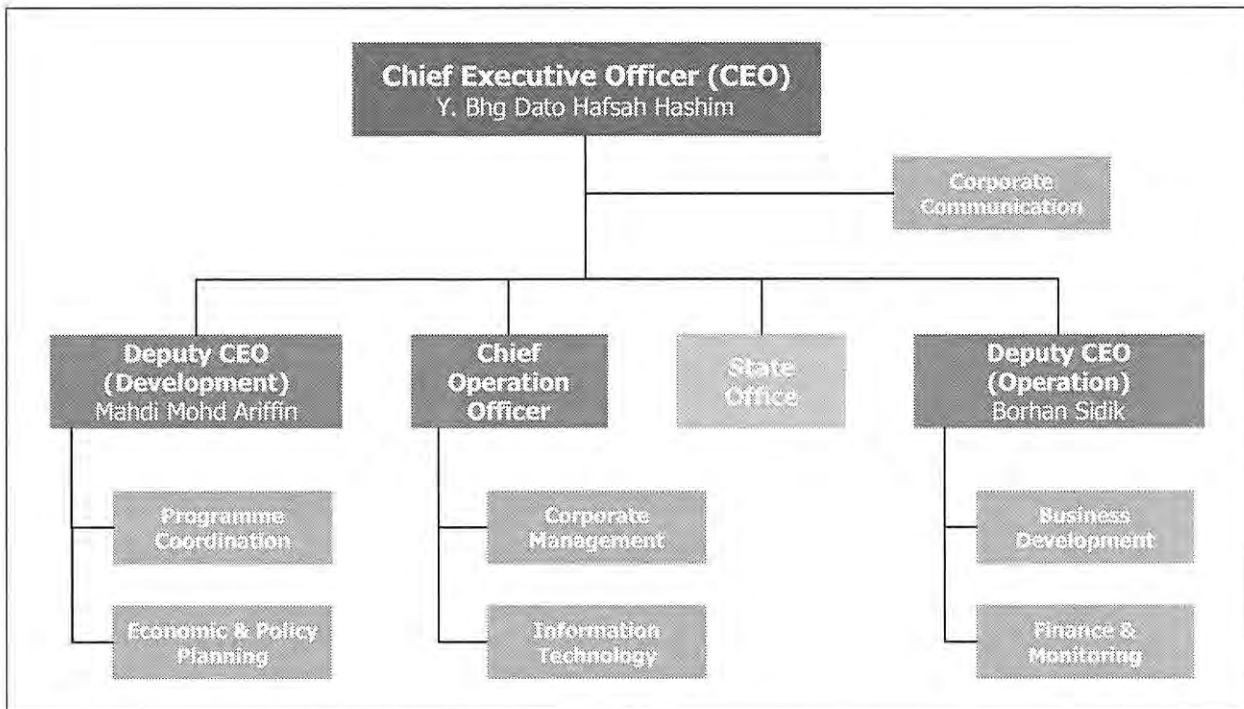 Chief Executive Officer (CEO)
Y. Bhg Dato Hafsah Hashim
Corporate
Communication
Deputy CEO
(Development)
Mahdi Mohd Ariffin
Chief
Operation
Officer
State
Office
Deputy CEO
(Operation)
Borhan Sidik
Programme
Coordination
Corporate
Management
Business
Development
Economic & Policy
Planning
Information
Technology
Finance &
Monitoring